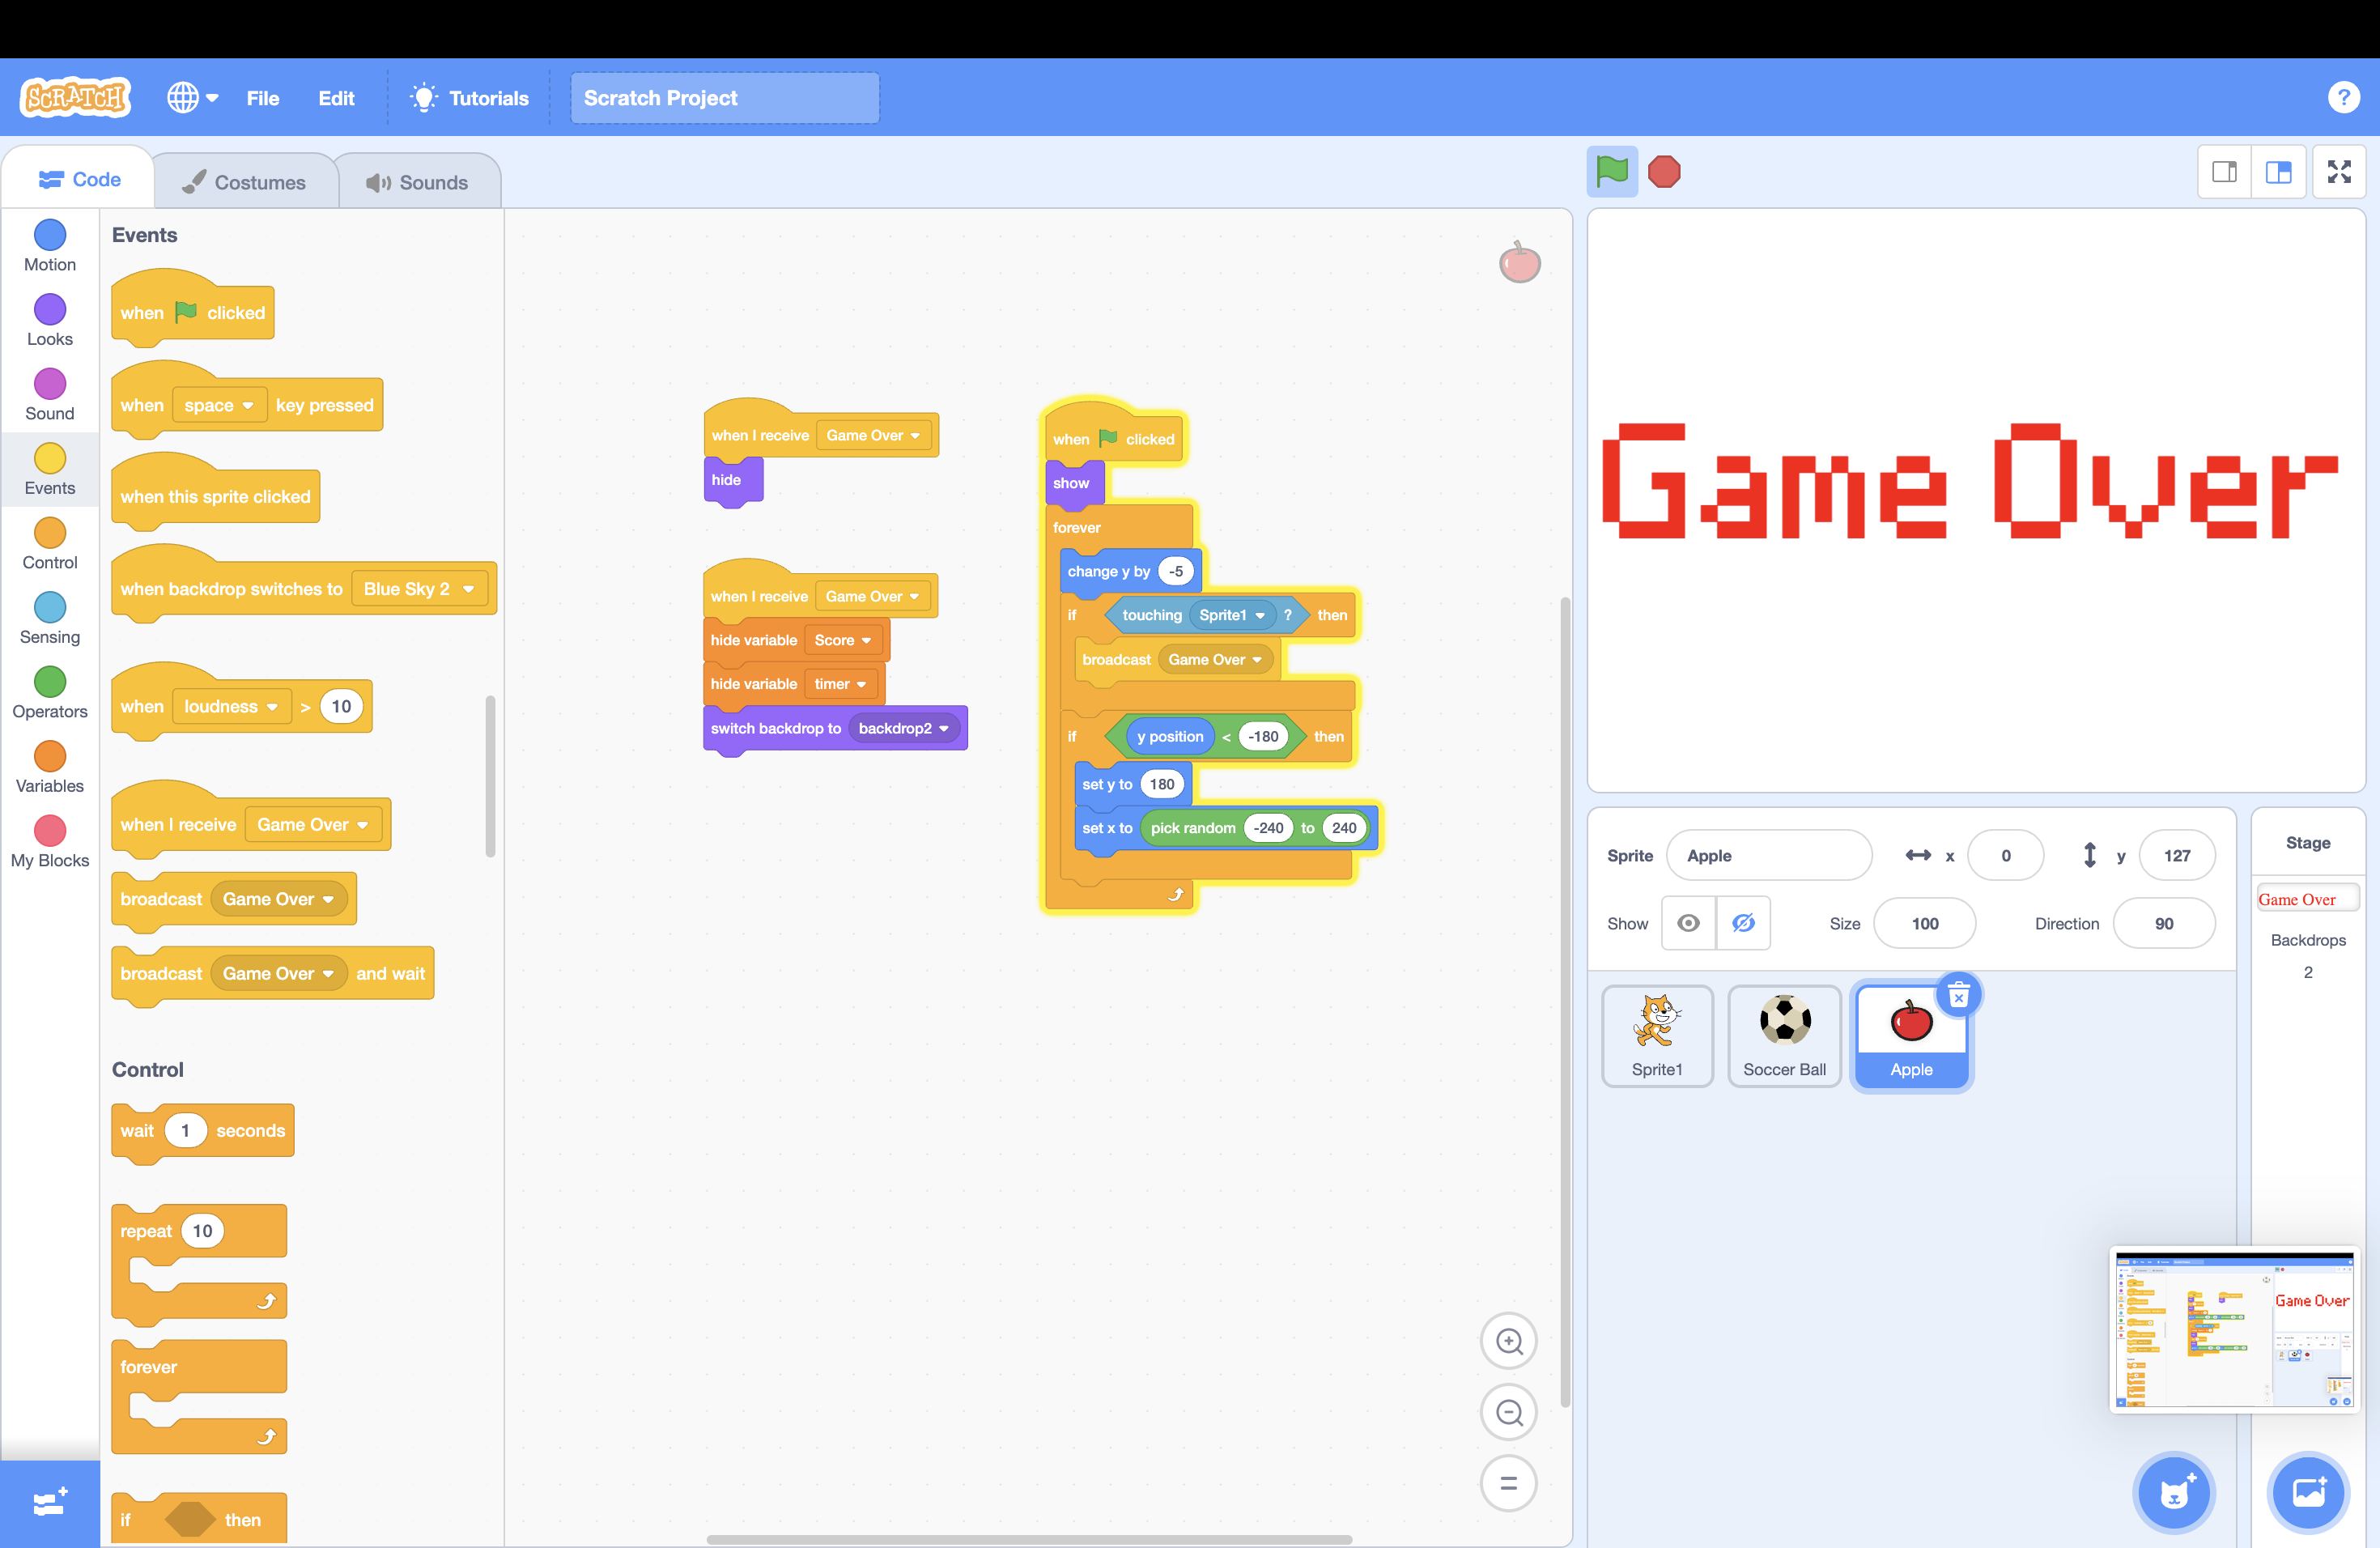 SCRATCH
File
Edit
Tutorials
Scratch Project
?
Code
Costumes
Sounds
Motion
Looks
Sound
Events
Control
Sensing
Operators
Variables
My Blocks
Events
when clicked
when space key pressed
when this sprite clicked
when backdrop switches to Blue Sky 2
when loudness > 10
when I receive Game Over
broadcast Game Over
broadcast Game Over and wait
Control
wait 1 seconds
repeat 10
forever
if then
when I receive Game Over
hide
when I receive Game Over
hide variable Score
hide variable timer
switch backdrop to backdrop2
when clicked
show
forever
change y by -5
if touching Sprite1 ? then
broadcast Game Over
if y position < -180 then
set y to 180
set x to pick random -240 to 240
Game Over
Sprite Apple x 0 y 127
Show Size 100 Direction 90
Sprite1
Soccer Ball
Apple
Stage
Game Over
Backdrops
2
Game Over